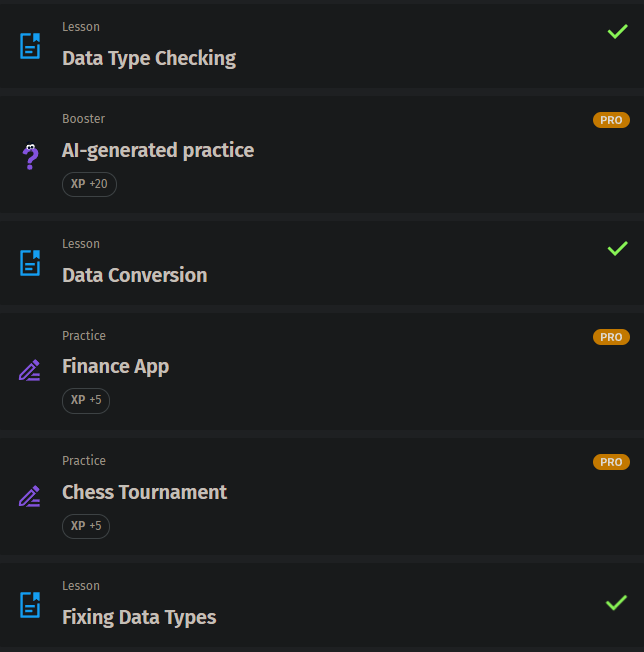 Lesson
Data Type Checking
Booster
PRO
AI-generated practice
XP +20
Lesson
Data Conversion
Practice
PRO
Finance App
XP +5
Practice
PRO
Chess Tournament
XP +5
Lesson
Fixing Data Types